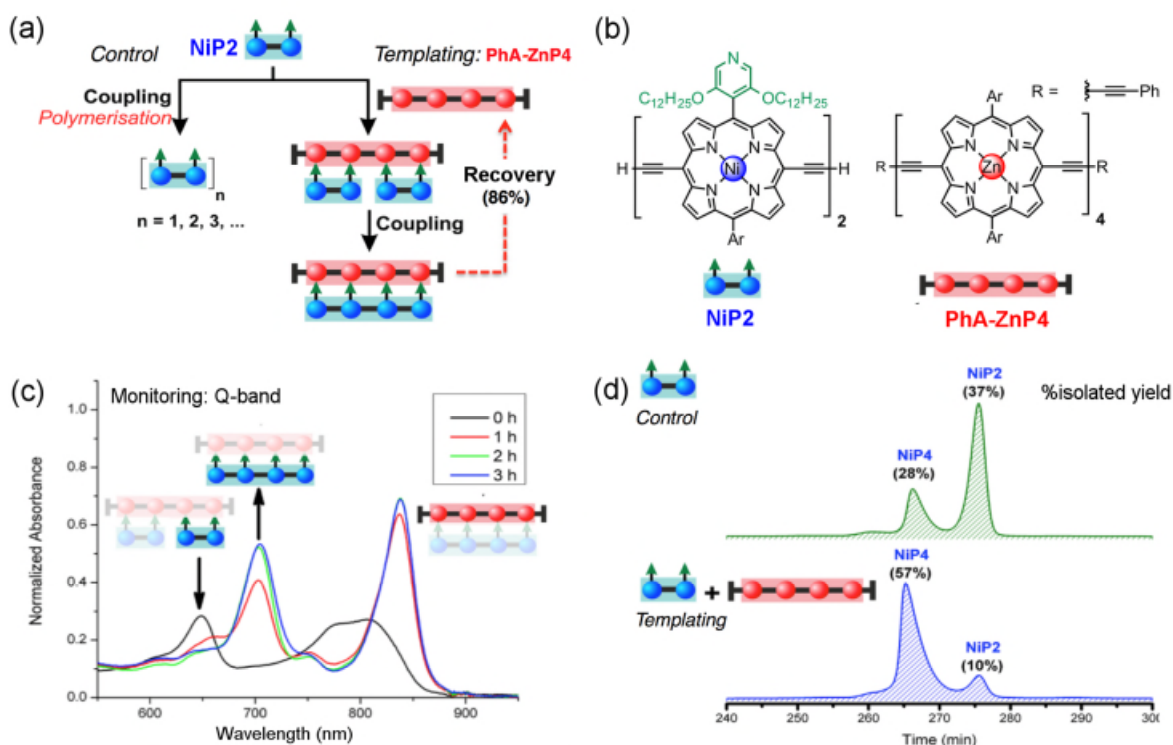 (a)
Control
NiP2
Templating: PhA-ZnP4
Coupling
Polymerisation
n
n = 1, 2, 3, ...
Recovery
(86%)
Coupling
(b)
N
C12H25O
OC12H25
H
N
N
Ni
N
N
H
2
Ar
NiP2
R =
Ph
Ar
R
N
N
Zn
N
N
R
4
Ar
PhA-ZnP4
(c)
Monitoring: Q-band
0 h
1 h
2 h
3 h
Normalized Absorbance
1.0
0.8
0.6
0.4
0.2
0.0
600 700 800 900
Wavelength (nm)
(d)
Control
%isolated yield
NiP2
(37%)
NiP4
(28%)
Templating
NiP4
(57%)
NiP2
(10%)
240 250 260 270 280 290 300
Time (min)